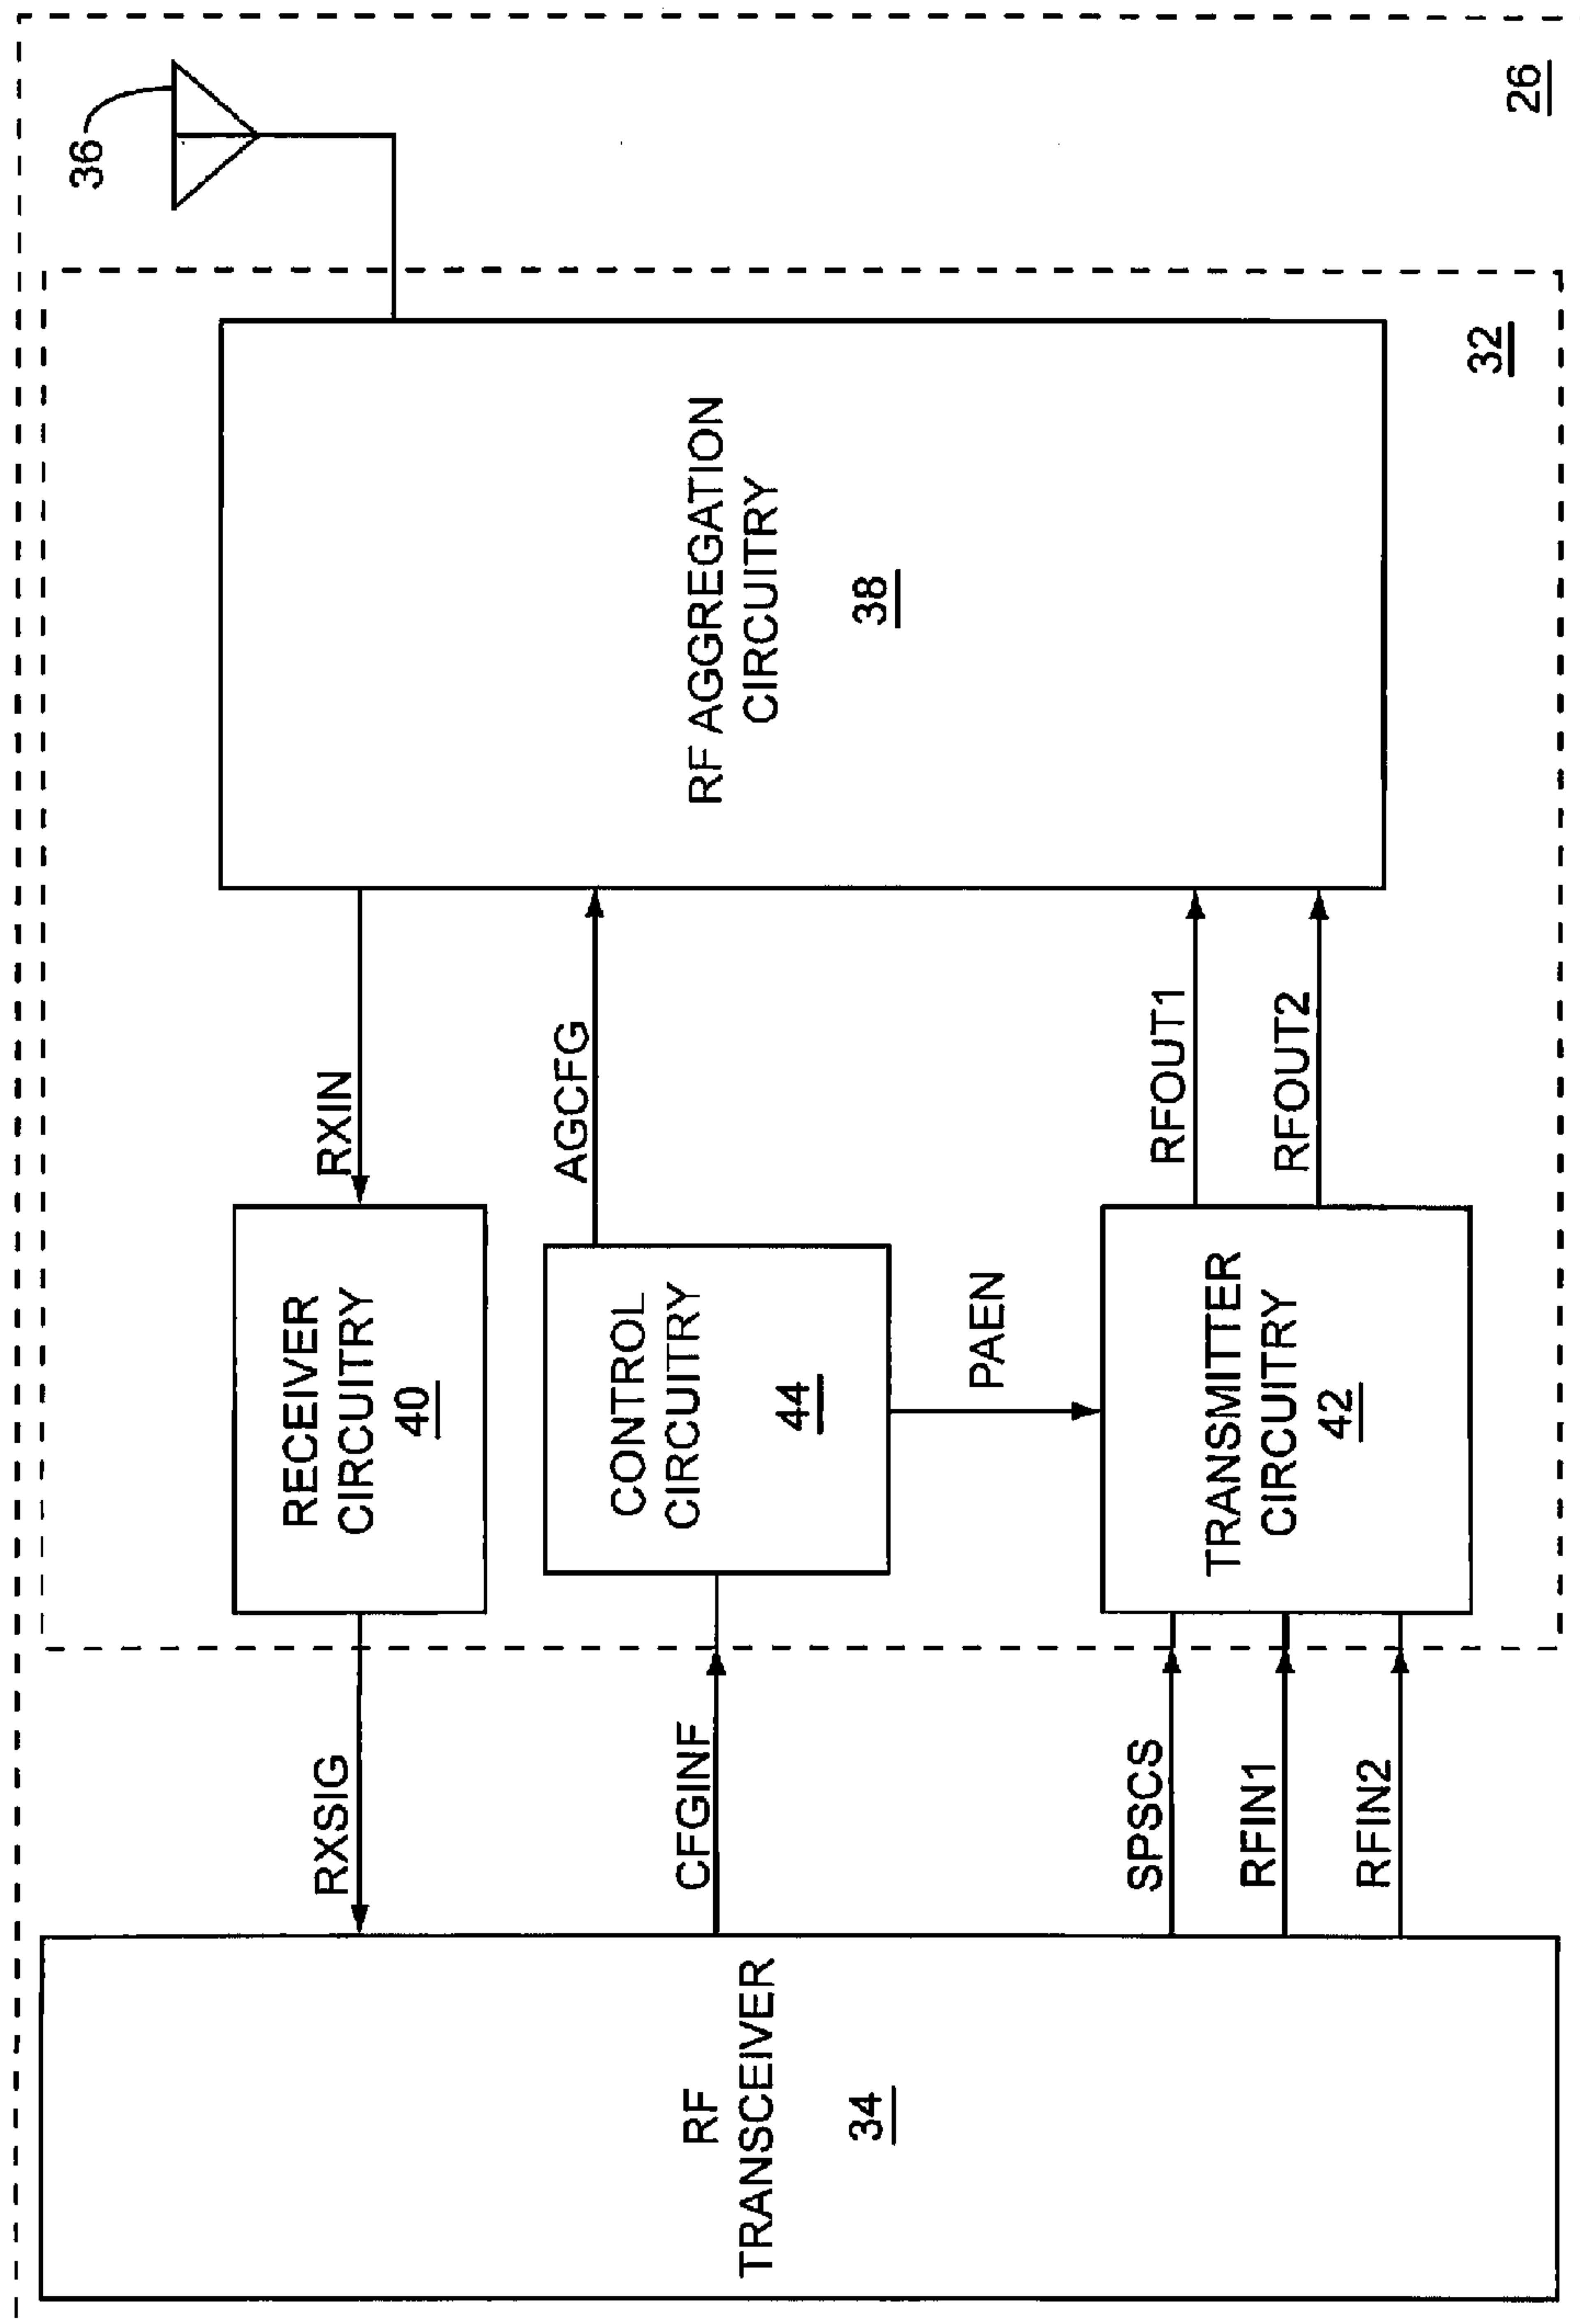 36
26
32
RF
TRANSCEIVER
34
RXSIG
CFGINF
SPSCS
RFIN1
RFIN2
RECEIVER
CIRCUITRY
40
CONTROL
CIRCUITRY
44
PAEN
TRANSMITTER
CIRCUITRY
42
RXIN
AGCFG
RFOUT1
RFOUT2
RF AGGREGATION
CIRCUITRY
38